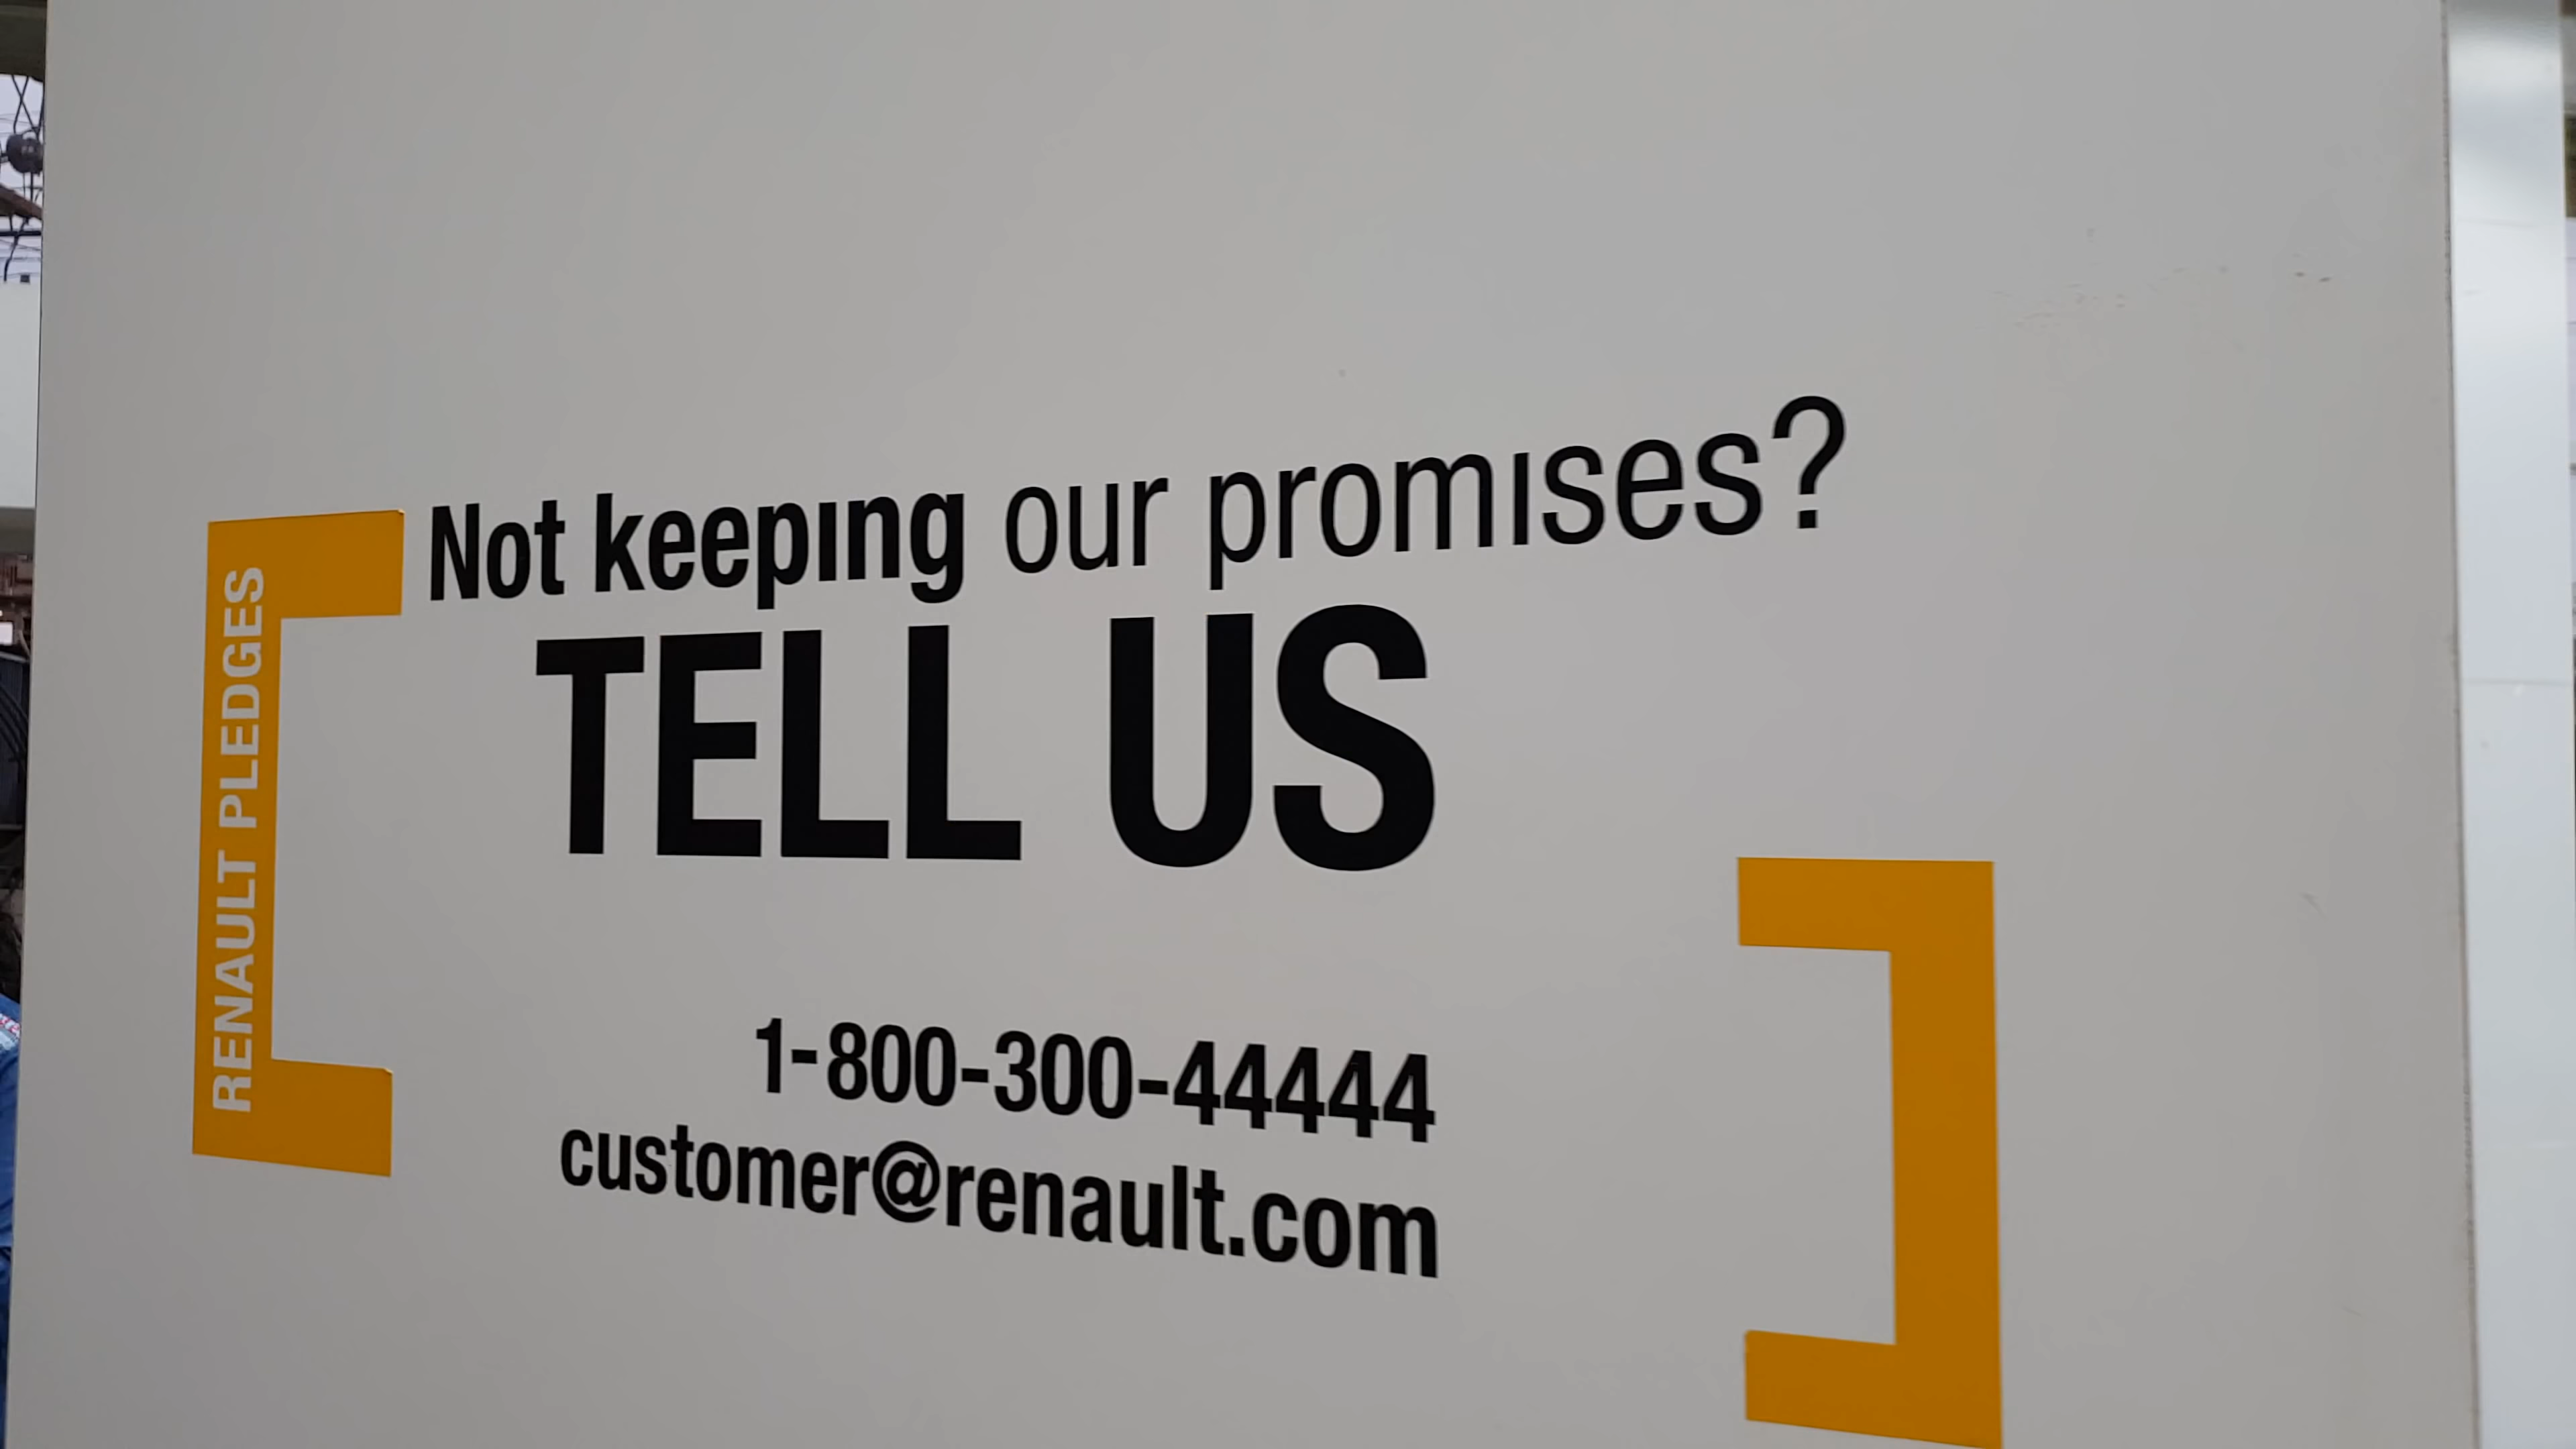 RENAULT PLEDGES
Not keeping our promises?
TELL US
1-800-300-44444
customer@renault.com